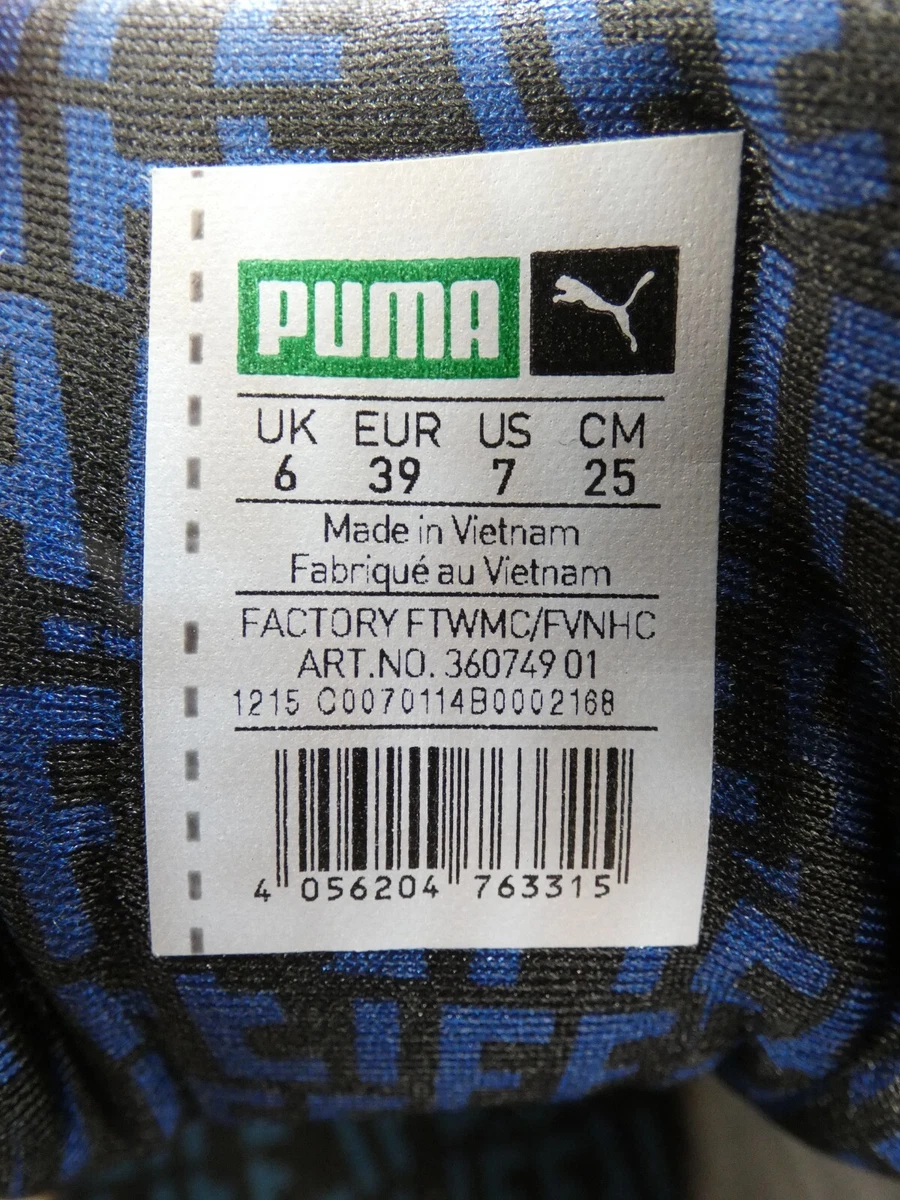 PUMA
UK EUR US CM
6 39 7 25
Made in Vietnam
Fabriqué au Vietnam
FACTORY FTWMC/FVNHC
ART.NO. 360749 01
1215 C0070114B0002168
4 056204 763315